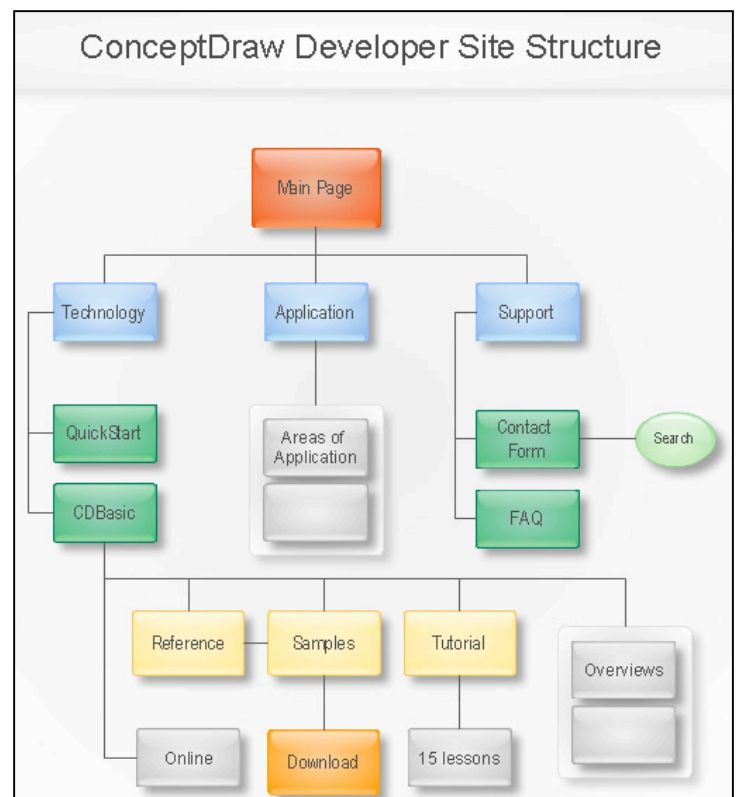 ConceptDraw Developer Site Structure
Main Page
Technology
Application
Support
QuickStart
Areas of
Application
Contact
Form
Search
CDBasic
FAQ
Reference
Samples
Tutorial
Overviews
Online
Download
15 lessons